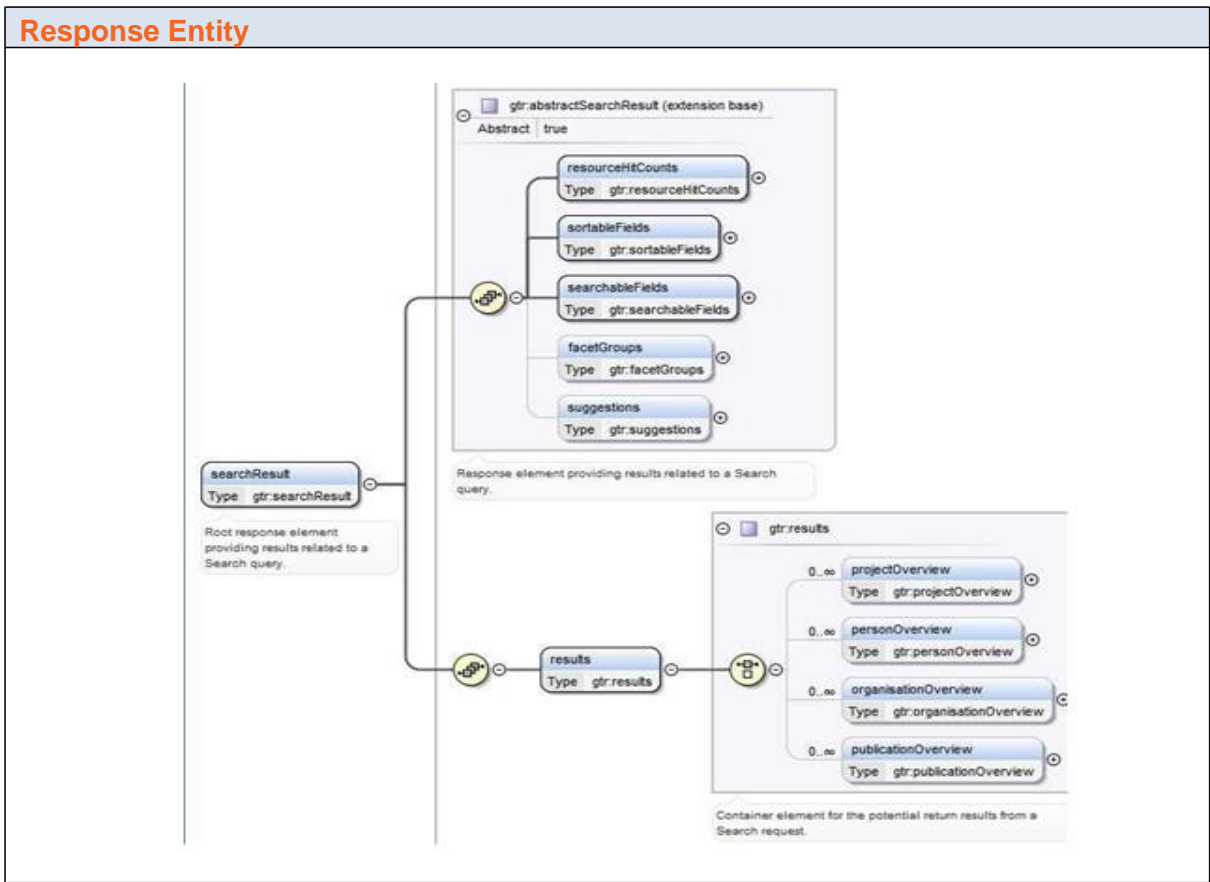 Response Entity
gtr:abstractSearchResult (extension base)
Abstract true
resourceHitCounts
Type gtr:resourceHitCounts
sortableFields
Type gtr:sortableFields
searchableFields
Type gtr:searchableFields
facetGroups
Type gtr:facetGroups
suggestions
Type gtr:suggestions
Response element providing results related to a Search
query.
searchResult
Type gtr:searchResult
Root response element
providing results related to a
Search query.
gtr:results
0..∞ projectOverview
Type gtr:projectOverview
0..∞ personOverview
Type gtr:personOverview
results
Type gtr:results
0..∞ organisationOverview
Type gtr:organisationOverview
0..∞ publicationOverview
Type gtr:publicationOverview
Container element for the potential return results from a
Search request.